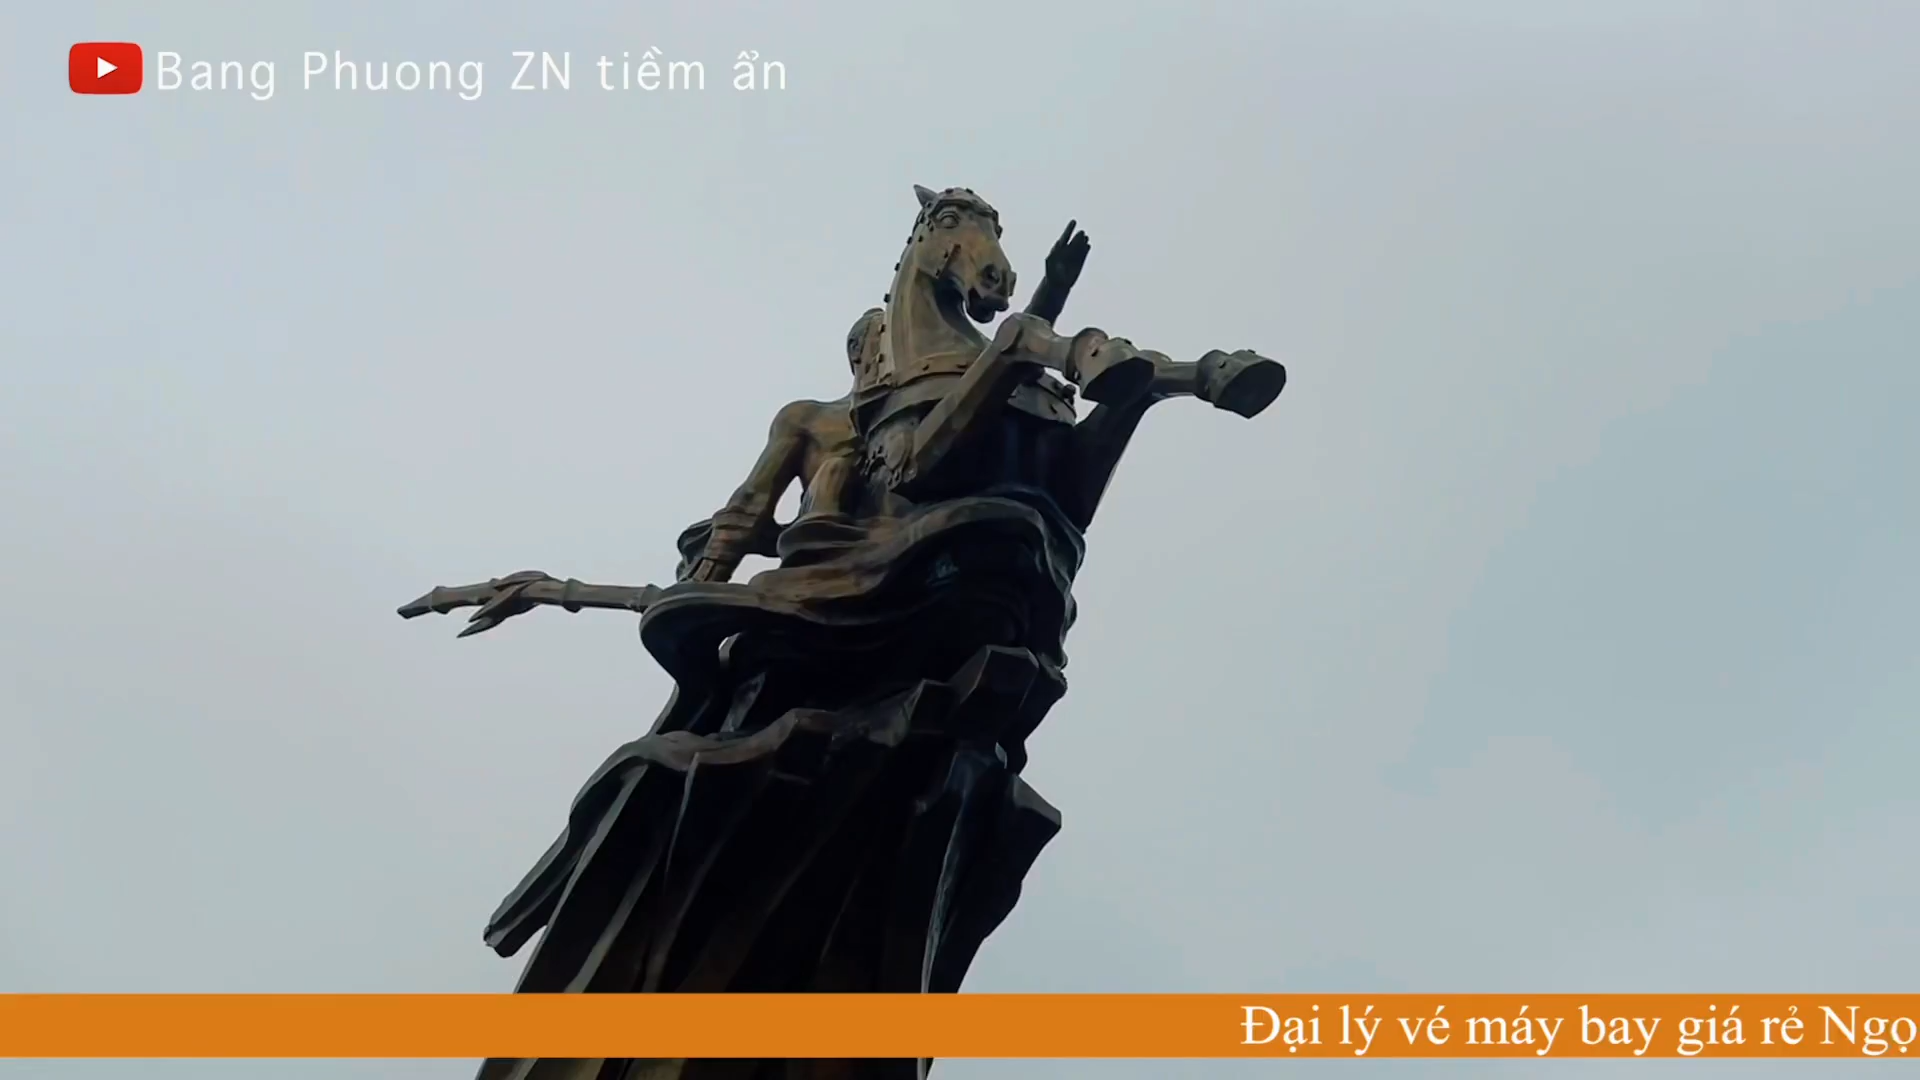 Bang Phuong ZN tiềm ẩn
Đại lý vé máy bay giá rẻ